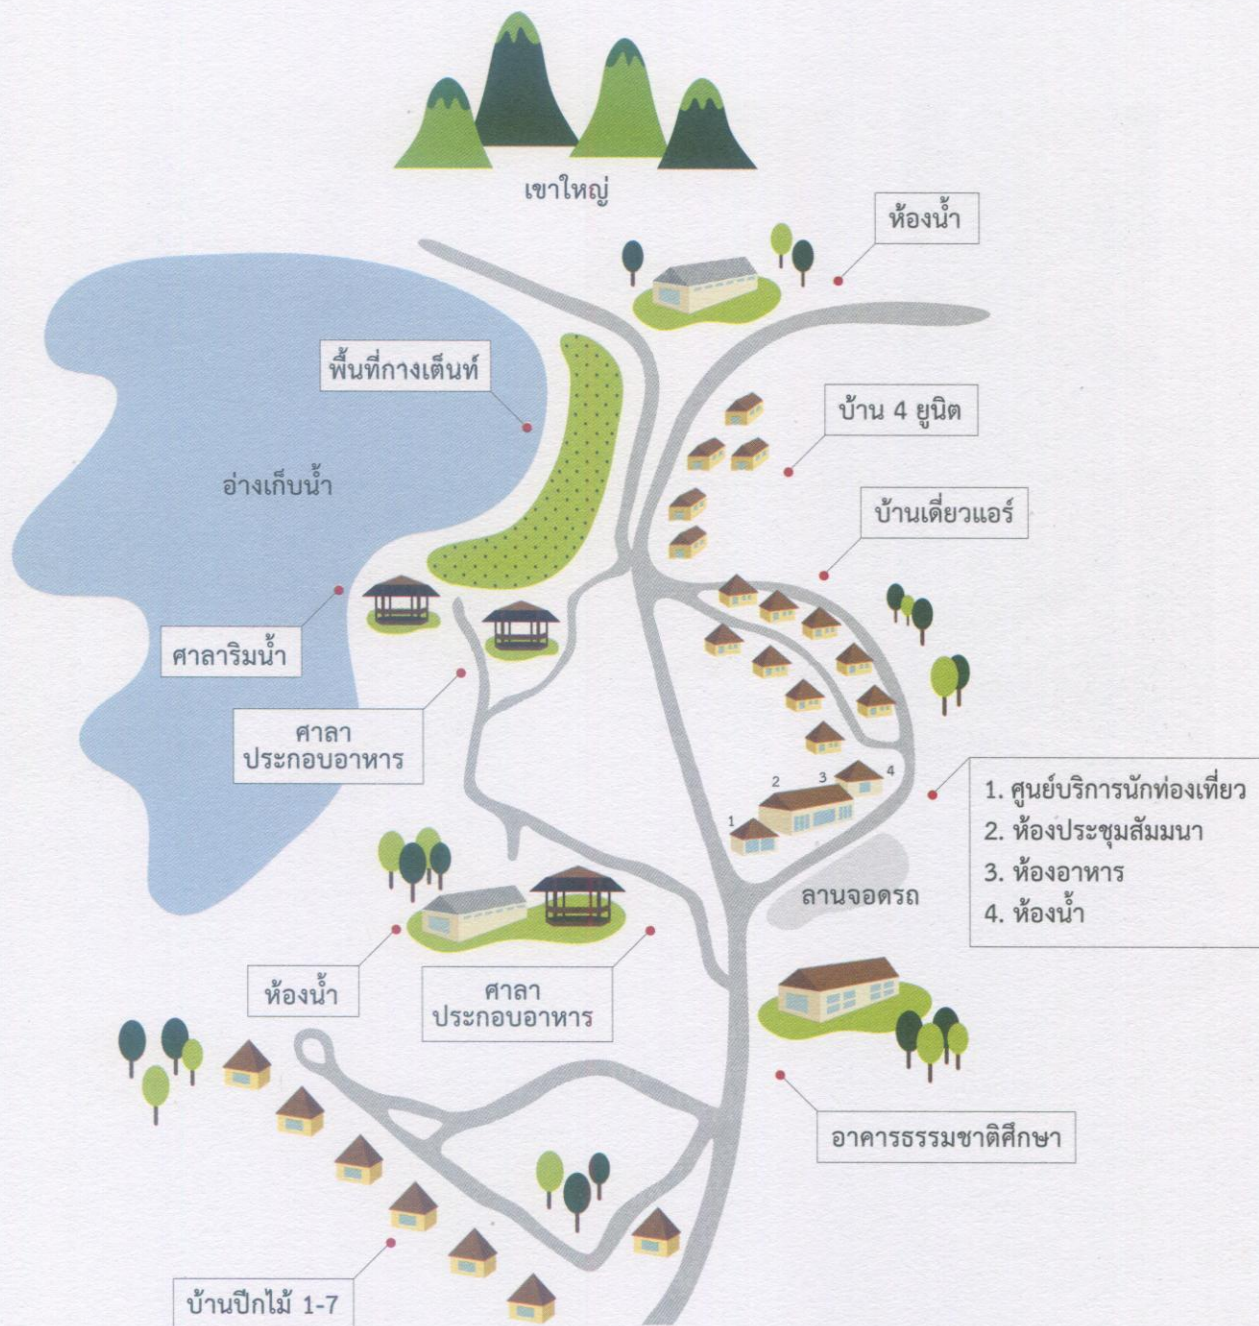 เขาใหญ่
ห้องน้ำ
พื้นที่กางเต็นท์
บ้าน 4 ยูนิต
อ่างเก็บน้ำ
บ้านเดี่ยวแอร์
ศาลาริมน้ำ
ศาลา
ประกอบอาหาร
1
2
3
4
1. ศูนย์บริการนักท่องเที่ยว
2. ห้องประชุมสัมมนา
3. ห้องอาหาร
4. ห้องน้ำ
ลานจอดรถ
ห้องน้ำ
ศาลา
ประกอบอาหาร
อาคารธรรมชาติศึกษา
บ้านปีกไม้ 1-7